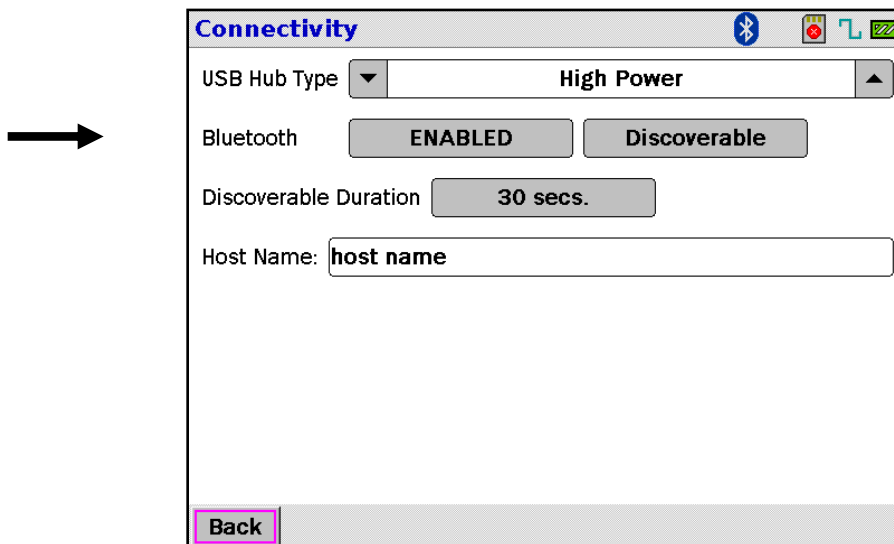 Connectivity
USB Hub Type High Power
Bluetooth ENABLED Discoverable
Discoverable Duration 30 secs.
Host Name: host name
Back